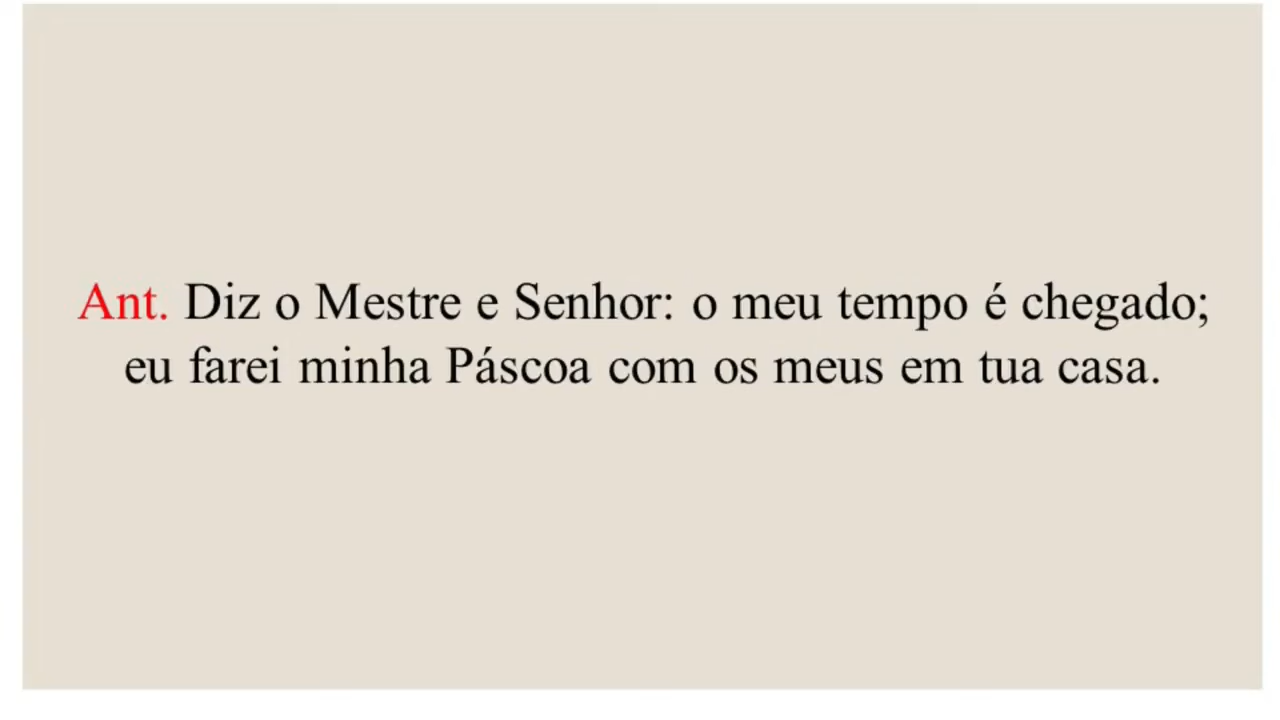 Ant. Diz o Mestre e Senhor: o meu tempo é chegado;
eu farei minha Páscoa com os meus em tua casa.